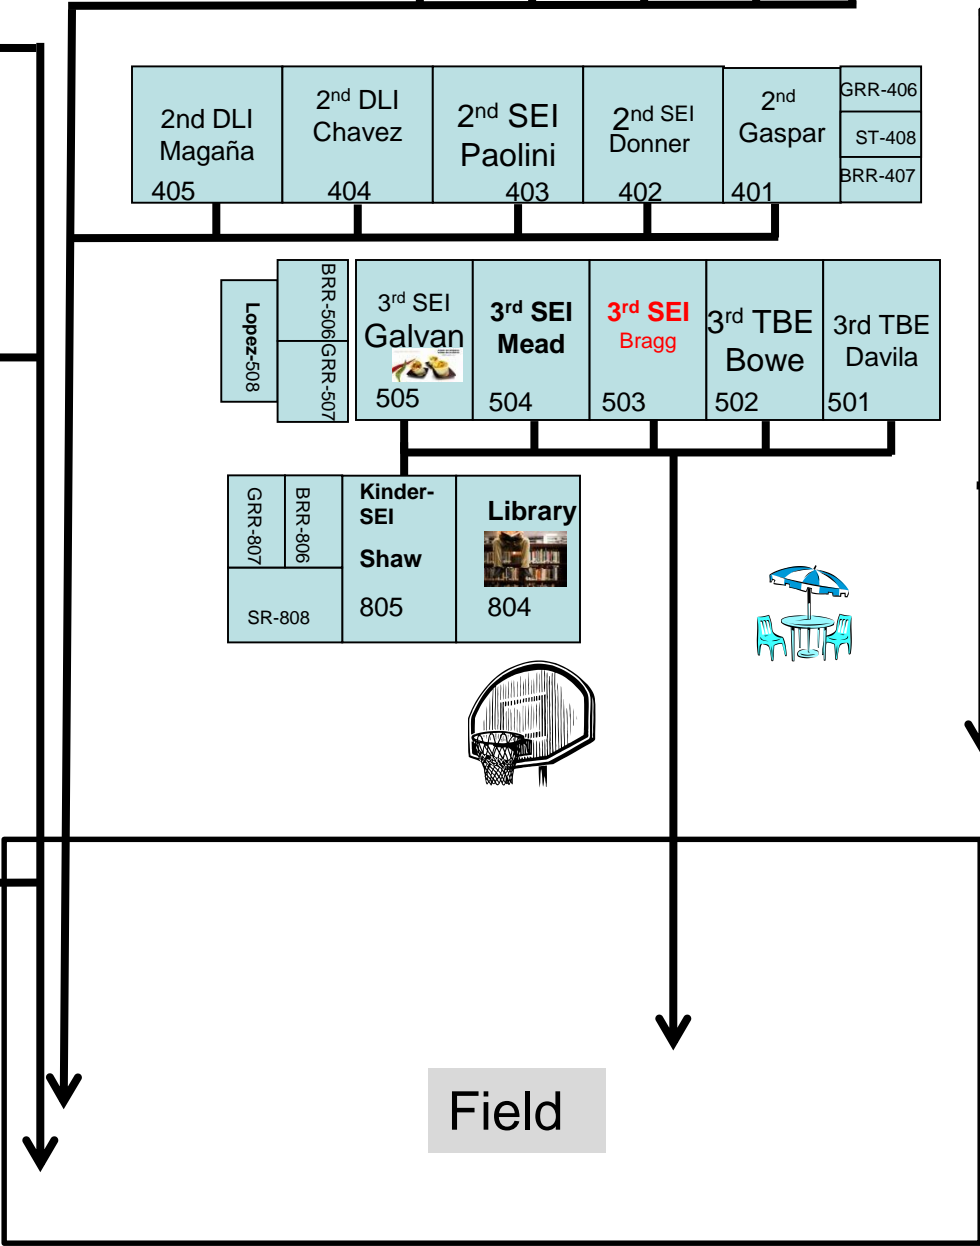 2nd DLI
Magaña
405
2nd DLI
Chavez
404
2nd SEI
Paolini
403
2nd SEI
Donner
402
2nd
Gaspar
401
GRR-406
ST-408
BRR-407
Lopez-508
BRR-506
GRR-507
3rd SEI
Galvan
505
3rd SEI
Mead
504
3rd SEI
Bragg
503
3rd TBE
Bowe
502
3rd TBE
Davila
501
GRR-807
BRR-806
SR-808
Kinder-
SEI
Shaw
805
Library
804
Field